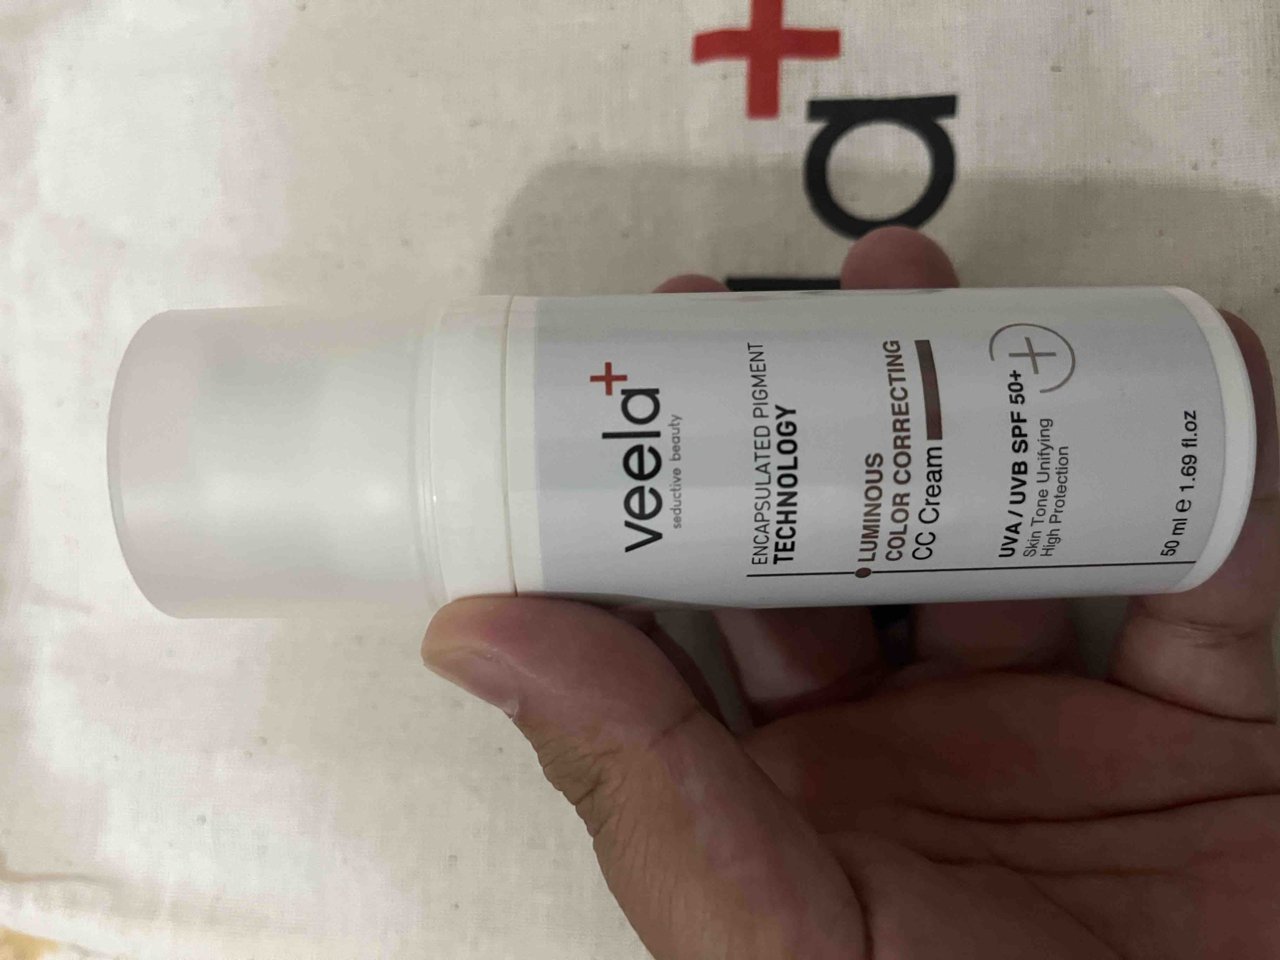 veela+
seductive beauty
ENCAPSULATED PIGMENT
TECHNOLOGY
LUMINOUS
COLOR CORRECTING
CC Cream
UVA / UVB SPF 50+
Skin Tone Unifying
High Protection
50 ml e 1.69 fl.oz
a+